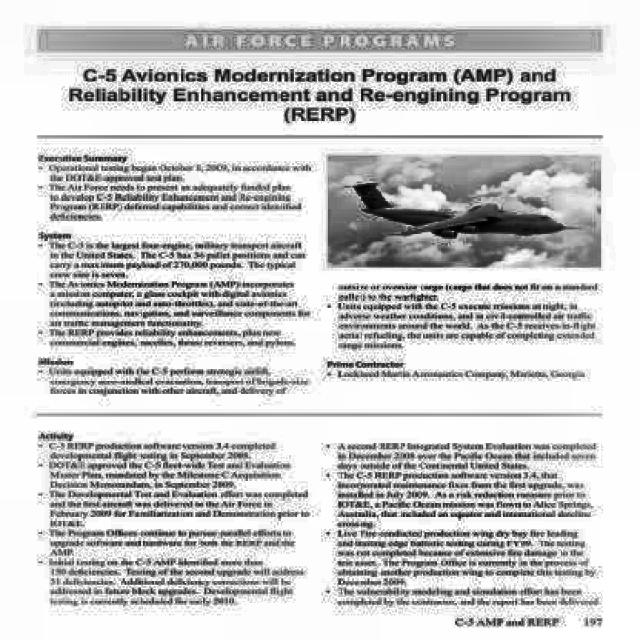 AIR FORCE PROGRAMS
C-5 Avionics Modernization Program (AMP) and
Reliability Enhancement and Re-engining Program
(RERP)
Executive Summary
• Operational testing began October 1, 2009, in accordance with
the DOT&E-approved test plan.
• The Air Force needs to present an adequately funded plan
to develop C-5 Reliability Enhancement and Re-engining
Program (RERP) deferred capabilities and correct identified
deficiencies.
System
• The C-5 is the largest four-engine, military transport aircraft
in the United States. The C-5 has 36 pallet positions and can
carry a maximum payload of 270,000 pounds. The typical
crew size is seven.
• The Avionics Modernization Program (AMP) incorporates
a mission computer, a glass cockpit with digital avionics
(including autopilot and auto-throttles), and state-of-the-art
communications, navigation, and surveillance components for
air traffic management functionality.
• The RERP provides reliability enhancements, plus new
commercial engines, nacelles, thrust reversers, and pylons.
Mission
• Units equipped with the C-5 perform strategic airlift,
emergency aero-medical evacuation, transport of brigade-size
forces in conjunction with other aircraft, and delivery of
outsize or oversize cargo (cargo that does not fit on a standard
pallet) to the warfighter.
• Units equipped with the C-5 execute missions at night, in
adverse weather conditions, and in civil-controlled air traffic
environments around the world. As the C-5 receives in-flight
aerial refueling, the units are capable of completing extended
range missions.
Prime Contractor
• Lockheed Martin Aeronautics Company, Marietta, Georgia
Activity
• C-5 RERP production software version 3.4 completed
developmental flight testing in September 2009.
• DOT&E approved the C-5 fleet-wide Test and Evaluation
Master Plan, mandated by the Milestone C Acquisition
Decision Memorandum, in September 2009.
• The Developmental Test and Evaluation effort was completed
and the first aircraft was delivered to the Air Force in
February 2009 for Familiarization and Demonstration prior to
IOT&E.
• The Program Offices continue to pursue parallel efforts to
upgrade software and hardware for both the RERP and the
AMP.
• Initial testing on the C-5 AMP identified more than
150 deficiencies. Testing of the second upgrade will address
31 deficiencies. Additional deficiency corrections will be
addressed in future block upgrades. Developmental flight
testing is currently scheduled for early 2010.
• A second RERP Integrated System Evaluation was completed
in December 2008 over the Pacific Ocean that included seven
days outside of the Continental United States.
• The C-5 RERP production software version 3.4, that
incorporated maintenance fixes from the first upgrade, was
installed in July 2009. As a risk reduction measure prior to
IOT&E, a Pacific Ocean mission was flown to Alice Springs,
Australia, that included an equator and international dateline
crossing.
• Live Fire conducted production wing dry bay fire leading
and trailing edge ballistic testing during FY09. The testing
was not completed because of extensive fire damage to the
test asset. The Program Office is currently in the process of
obtaining another production wing to complete this testing by
December 2009.
• The vulnerability modeling and simulation effort has been
completed by the contractor, and the report has been delivered
C-5 AMP and RERP 197